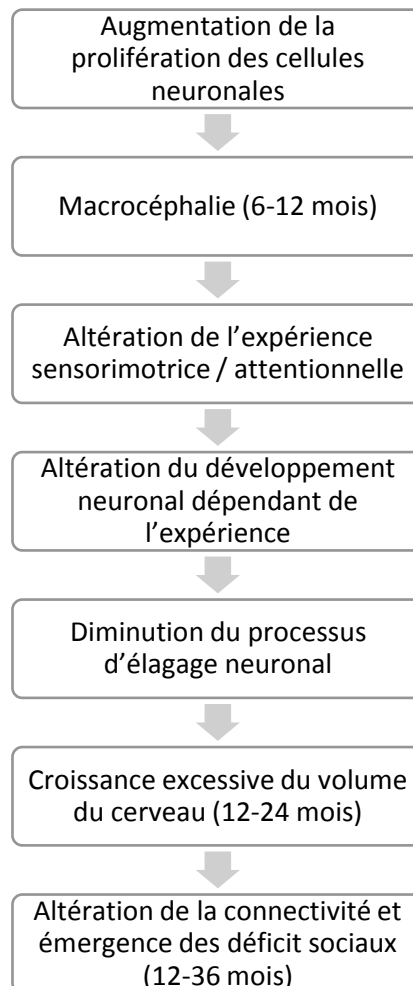 Augmentation de la
prolifération des cellules
neuronales
Macrocéphalie (6-12 mois)
Altération de l’expérience
sensorimotrice / attentionnelle
Altération du développement
neuronal dépendant de
l’expérience
Diminution du processus
d’élagage neuronal
Croissance excessive du volume
du cerveau (12-24 mois)
Altération de la connectivité et
émergence des déficit sociaux
(12-36 mois)